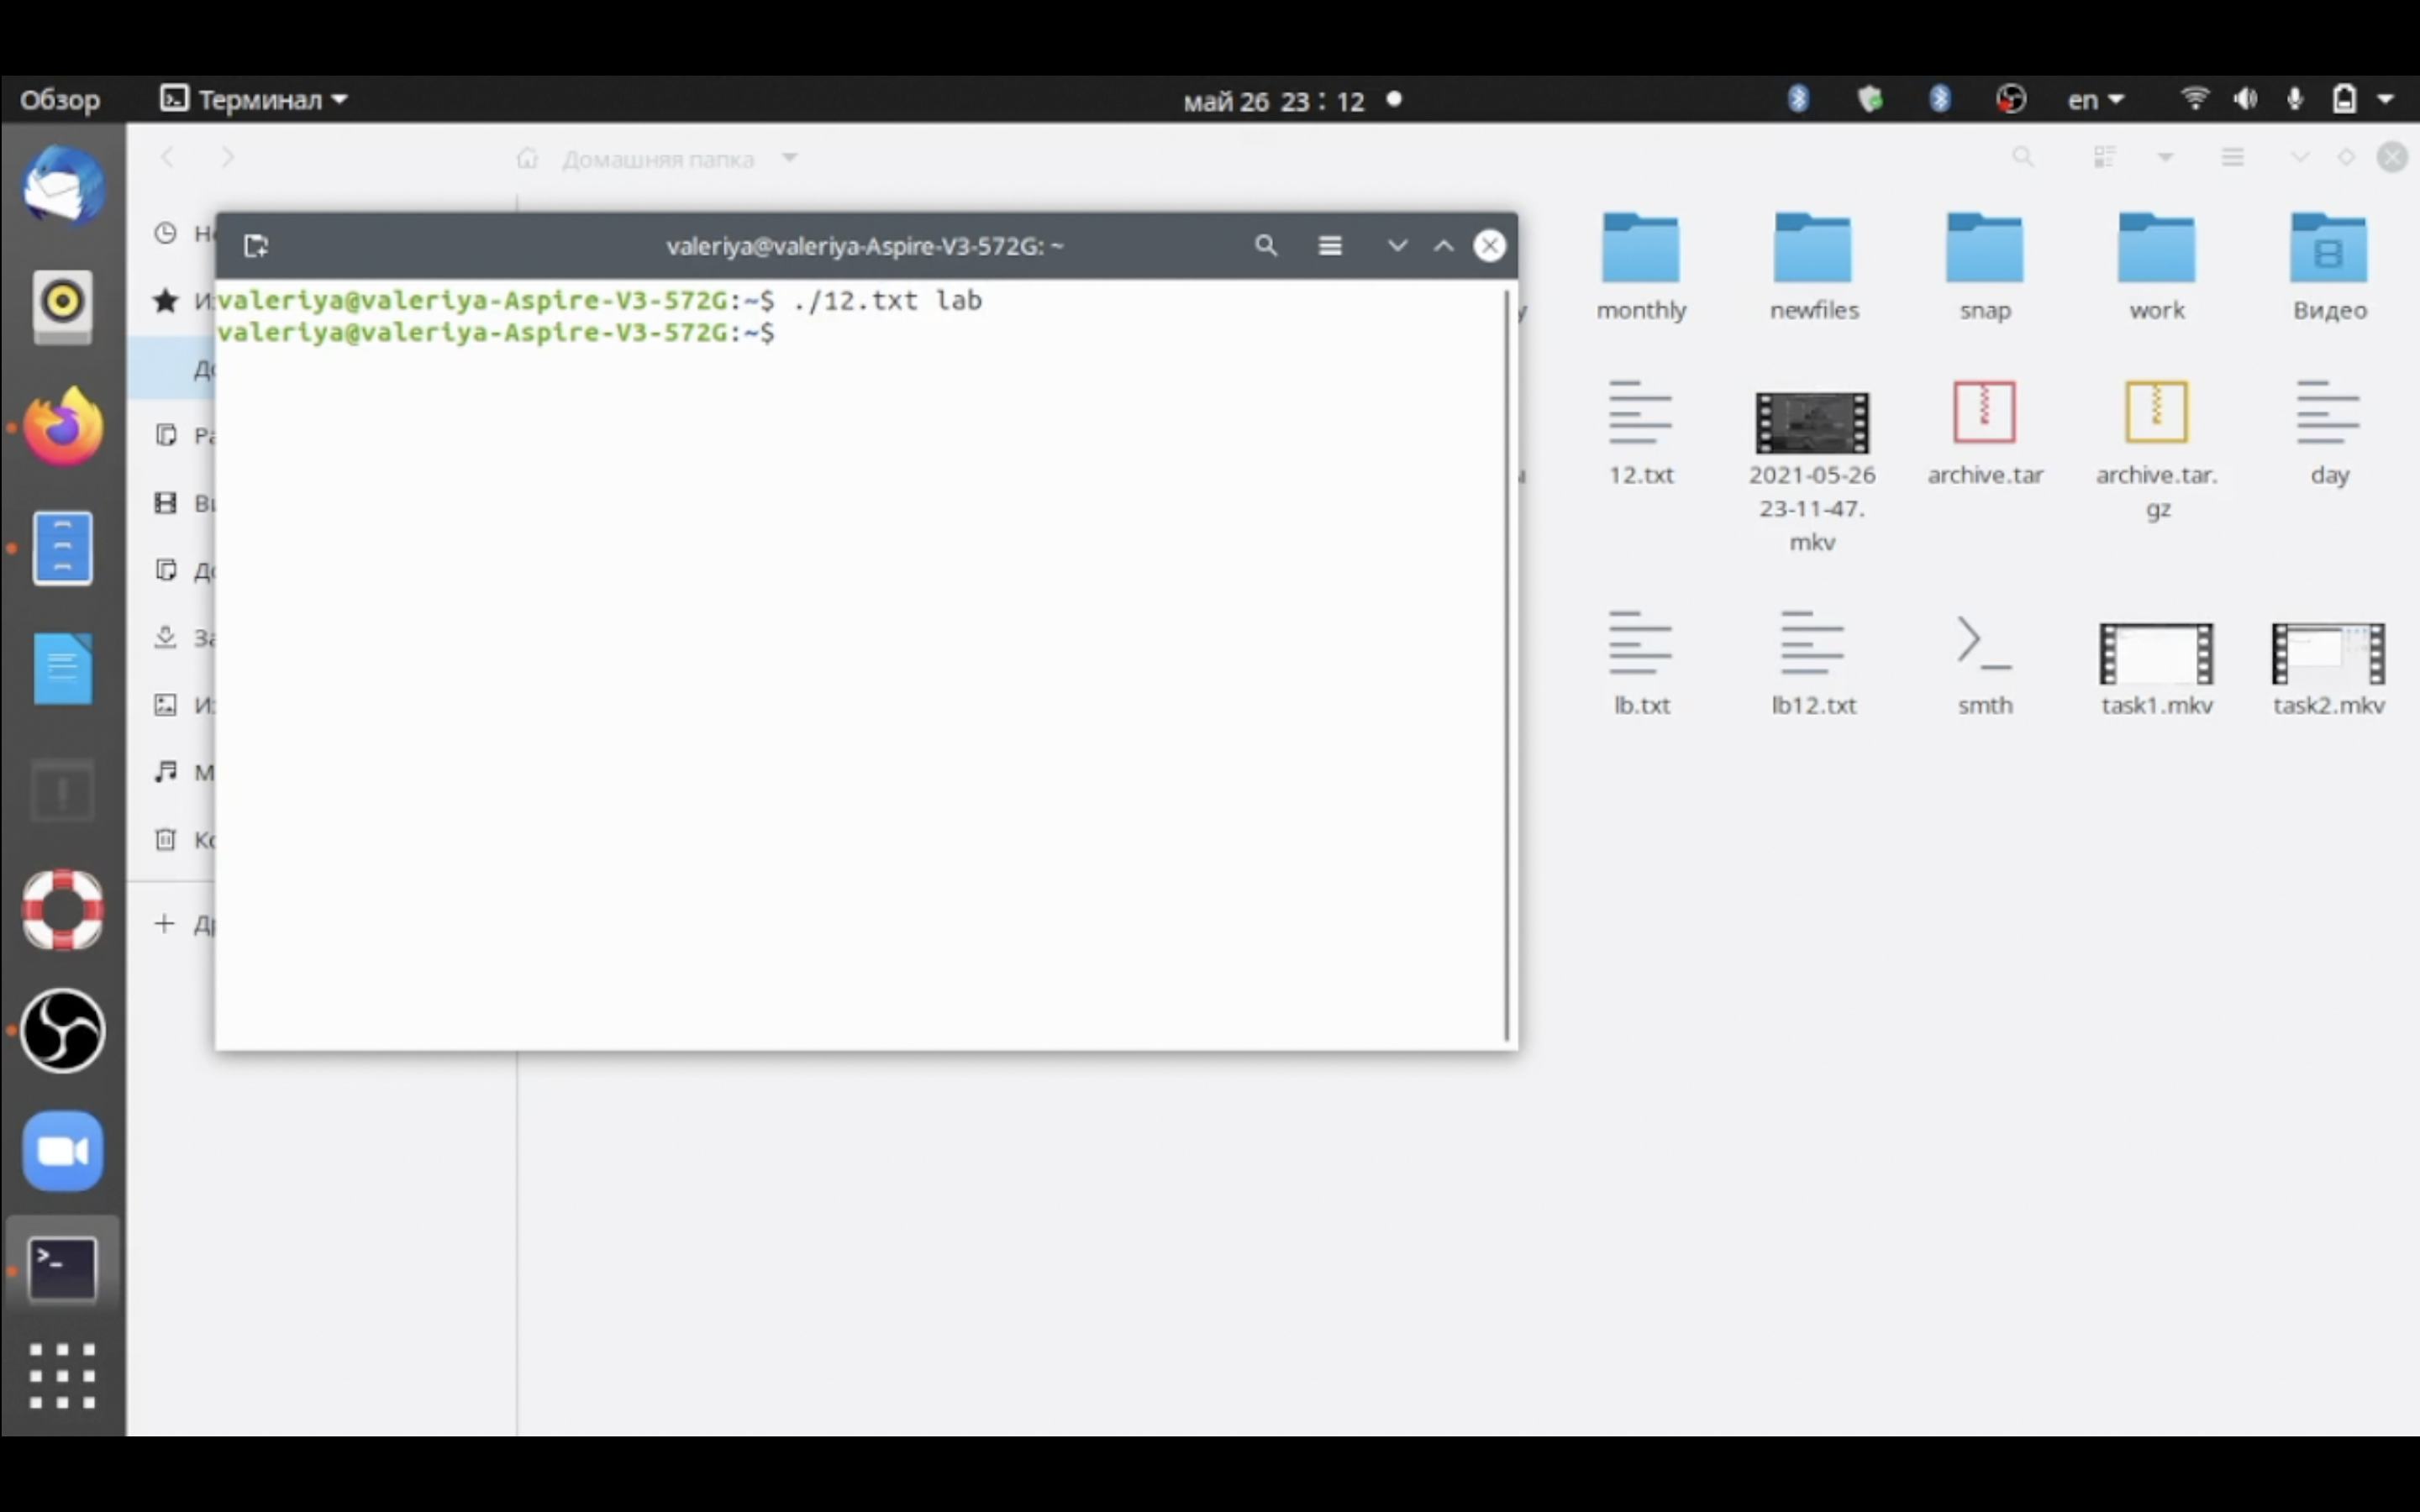 Обзор
Терминал
май 26 23 : 12
en
Домашняя папка
valeriya@valeriya-Aspire-V3-572G: ~
valeriya@valeriya-Aspire-V3-572G:~$ ./12.txt lab
valeriya@valeriya-Aspire-V3-572G:~$
monthly
newfiles
snap
work
Видео
12.txt
2021-05-26
23-11-47.
mkv
archive.tar
archive.tar.
gz
day
lb.txt
lb12.txt
smth
task1.mkv
task2.mkv